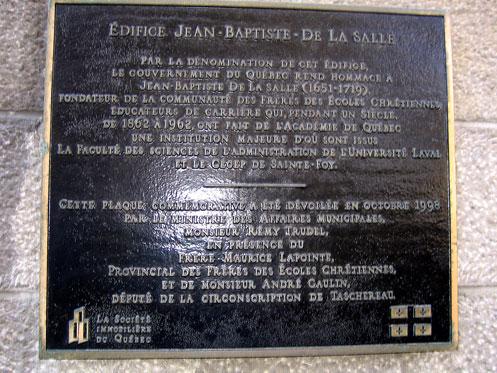 Édifice Jean-Baptiste-De La Salle
Par la dénomination de cet édifice,
le gouvernement du Québec rend hommage à
Jean-Baptiste De La Salle (1651-1719),
fondateur de la communauté des Frères des Écoles Chrétiennes,
éducateurs de carrière qui, pendant un siècle,
de 1862 à 1962, ont fait de l'Académie de Québec
une institution majeure d'où sont issus
la Faculté des sciences de l'administration de l'Université Laval
et le Cégep de Sainte-Foy.
Cette plaque commémorative a été dévoilée en octobre 1998
par le ministre des Affaires municipales,
monsieur Rémy Trudel,
en présence du
frère Maurice Lapointe,
provincial des Frères des Écoles Chrétiennes,
et de monsieur André Gaulin,
député de la circonscription de Taschereau.
La Société
immobilière
du Québec